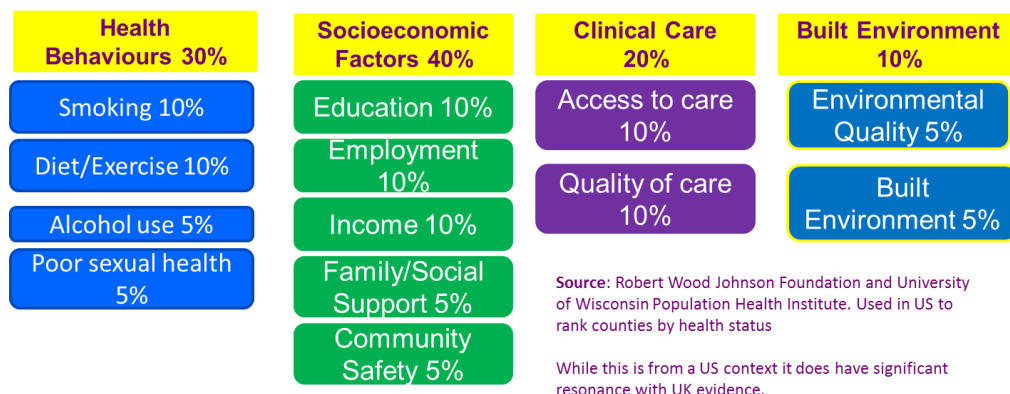 Health
Behaviours 30%
Smoking 10%
Diet/Exercise 10%
Alcohol use 5%
Poor sexual health
5%
Socioeconomic
Factors 40%
Education 10%
Employment
10%
Income 10%
Family/Social
Support 5%
Community
Safety 5%
Clinical Care
20%
Access to care
10%
Quality of care
10%
Built Environment
10%
Environmental
Quality 5%
Built
Environment 5%
Source: Robert Wood Johnson Foundation and University
of Wisconsin Population Health Institute. Used in US to
rank counties by health status
While this is from a US context it does have significant
resonance with UK evidence.